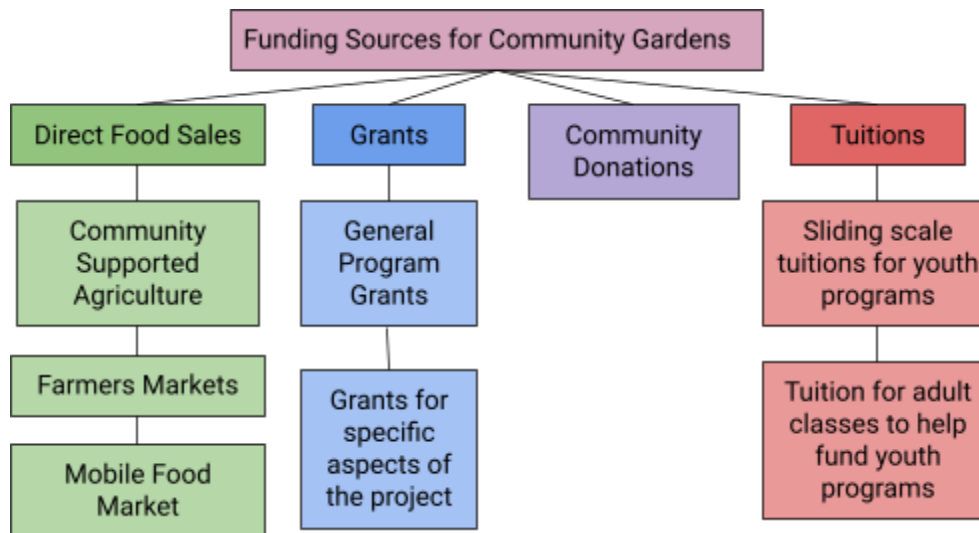 Funding Sources for Community Gardens
Direct Food Sales
Community
Supported
Agriculture
Farmers Markets
Mobile Food
Market
Grants
General
Program
Grants
Grants for
specific
aspects of
the project
Community
Donations
Tuitions
Sliding scale
tuitions for youth
programs
Tuition for adult
classes to help
fund youth
programs